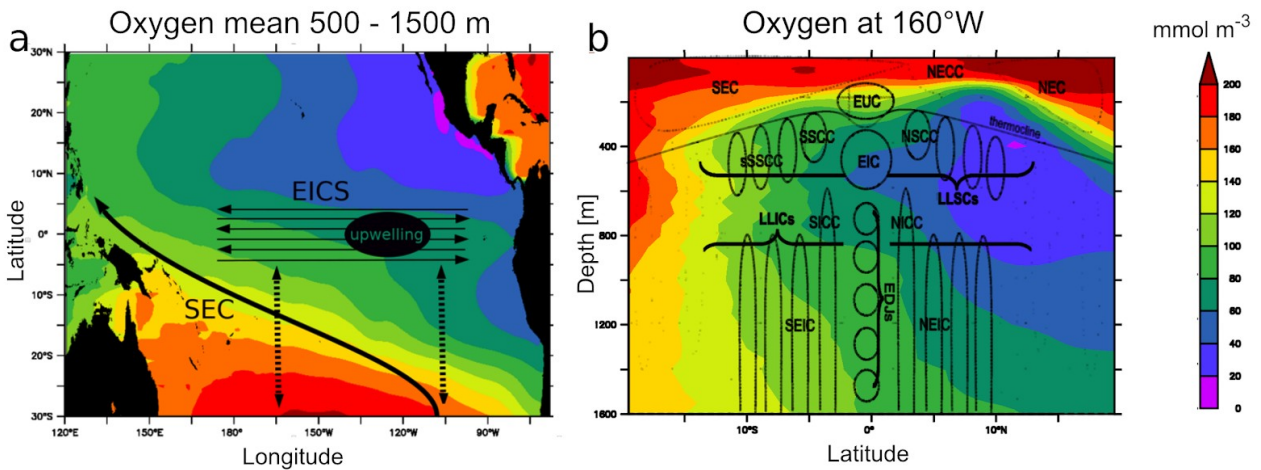 Oxygen mean 500 - 1500 m
a
30°N
20°N
10°N
0°
10°S
20°S
30°S
Latitude
120°E
150°E
180°
150°W
120°W
90°W
Longitude
EICS
upwelling
SEC
Oxygen at 160°W
b
SEC
NECC
NEC
EUC
thermocline
SSCC
NSCC
sSSCC
EIC
LLSCs
LLICs
SICC
NICC
EDJs
SEIC
NEIC
400
800
1200
1600
Depth [m]
10°S
0°
10°N
Latitude
mmol m-3
200
180
160
140
120
100
80
60
40
20
0